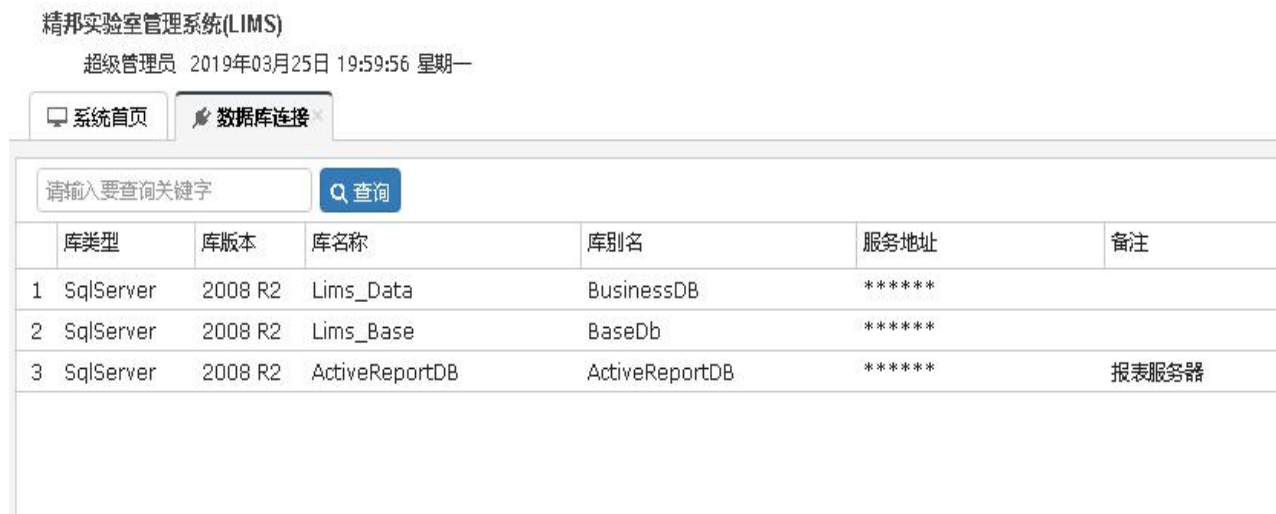 精邦实验室管理系统(LIMS)
超级管理员 2019年03月25日 19:59:56 星期一
系统首页 数据库连接
请输入要查询关键字 查询
库类型 库版本 库名称 库别名 服务地址 备注
1 SqlServer 2008 R2 Lims_Data BusinessDB ******
2 SqlServer 2008 R2 Lims_Base BaseDb ******
3 SqlServer 2008 R2 ActiveReportDB ActiveReportDB ****** 报表服务器